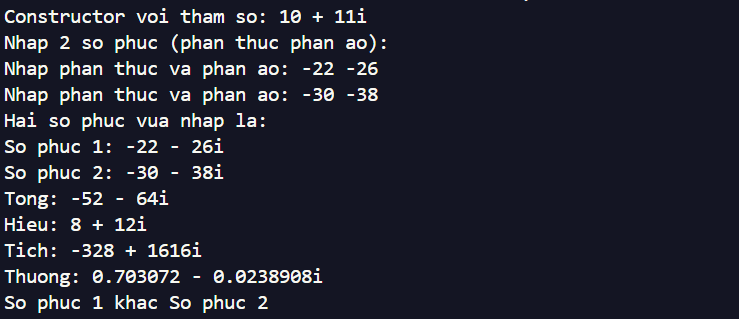 Constructor voi tham so: 10 + 11i
Nhap 2 so phuc (phan thuc phan ao):
Nhap phan thuc va phan ao: -22 -26
Nhap phan thuc va phan ao: -30 -38
Hai so phuc vua nhap la:
So phuc 1: -22 - 26i
So phuc 2: -30 - 38i
Tong: -52 - 64i
Hieu: 8 + 12i
Tich: -328 + 1616i
Thuong: 0.703072 - 0.0238908i
So phuc 1 khac So phuc 2